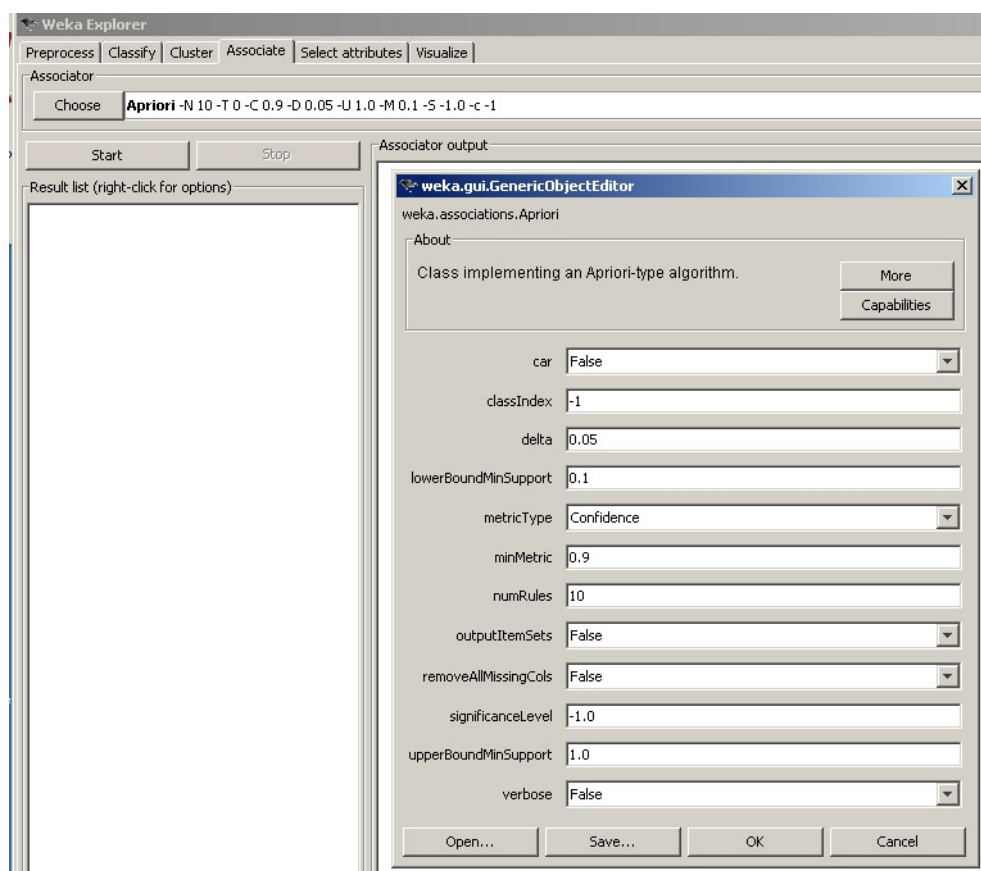 Weka Explorer
Preprocess Classify Cluster Associate Select attributes Visualize
Associator
Choose Apriori -N 10 -T 0 -C 0.9 -D 0.05 -U 1.0 -M 0.1 -S -1.0 -c -1
Start Stop
Associator output
Result list (right-click for options)
weka.gui.GenericObjectEditor
weka.associations.Apriori
About
Class implementing an Apriori-type algorithm.
More
Capabilities
car False
classIndex -1
delta 0.05
lowerBoundMinSupport 0.1
metricType Confidence
minMetric 0.9
numRules 10
outputItemSets False
removeAllMissingCols False
significanceLevel -1.0
upperBoundMinSupport 1.0
verbose False
Open... Save... OK Cancel